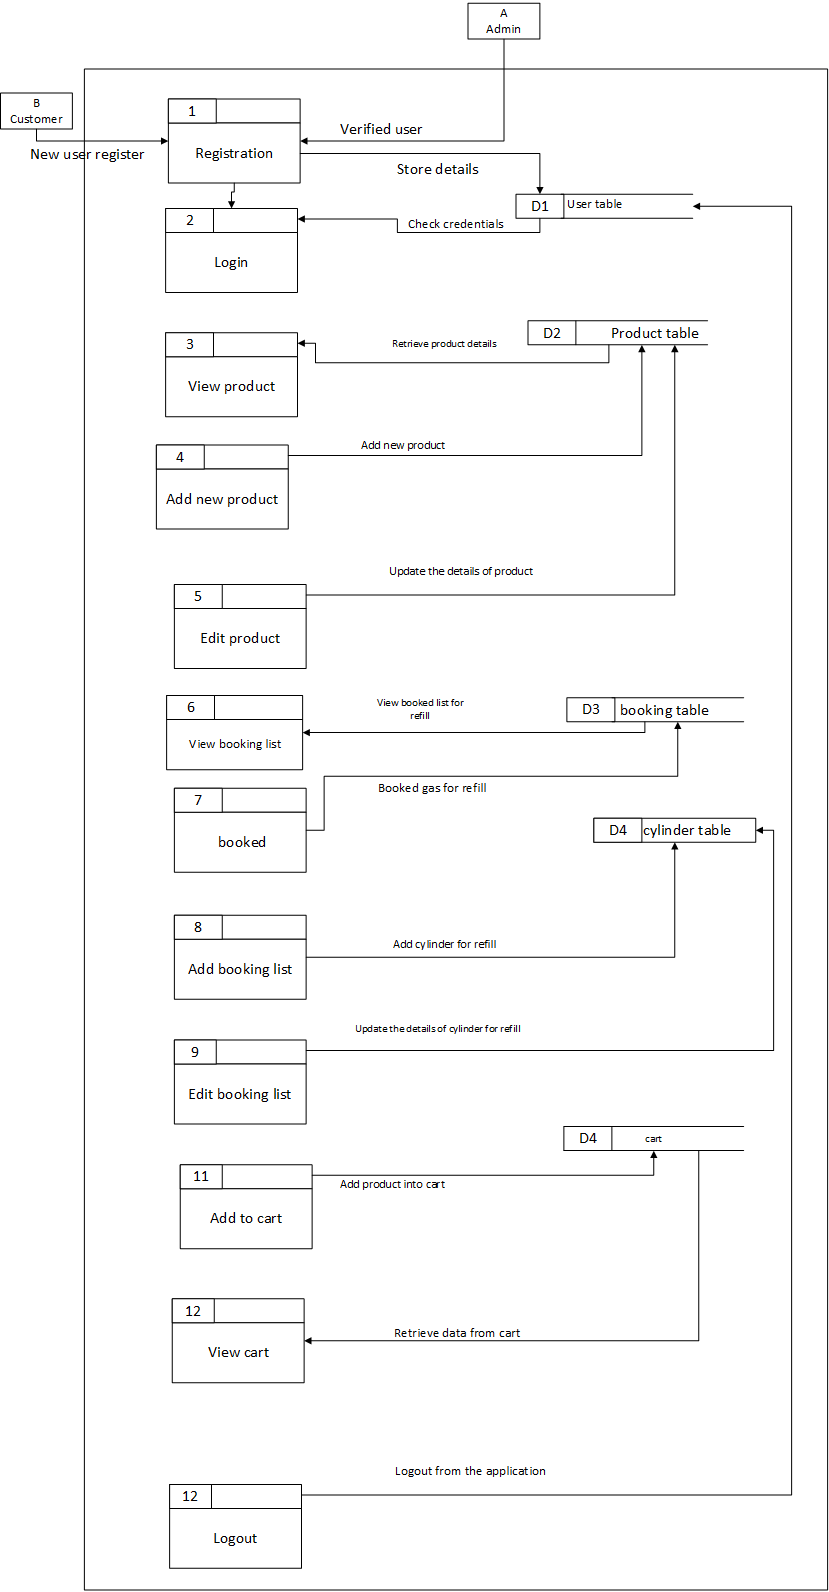 A
Admin
B
Customer
1
Verified user
Registration
New user register
Store details
D1
User table
2
Check credentials
Login
D2
Product table
3
Retrieve product details
View product
Add new product
4
Add new product
Update the details of product
5
Edit product
View booked list for
refill
6
D3
booking table
View booking list
Booked gas for refill
7
booked
D4
cylinder table
8
Add cylinder for refill
Add booking list
Update the details of cylinder for refill
9
Edit booking list
D4
cart
11
Add product into cart
Add to cart
12
Retrieve data from cart
View cart
Logout from the application
12
Logout